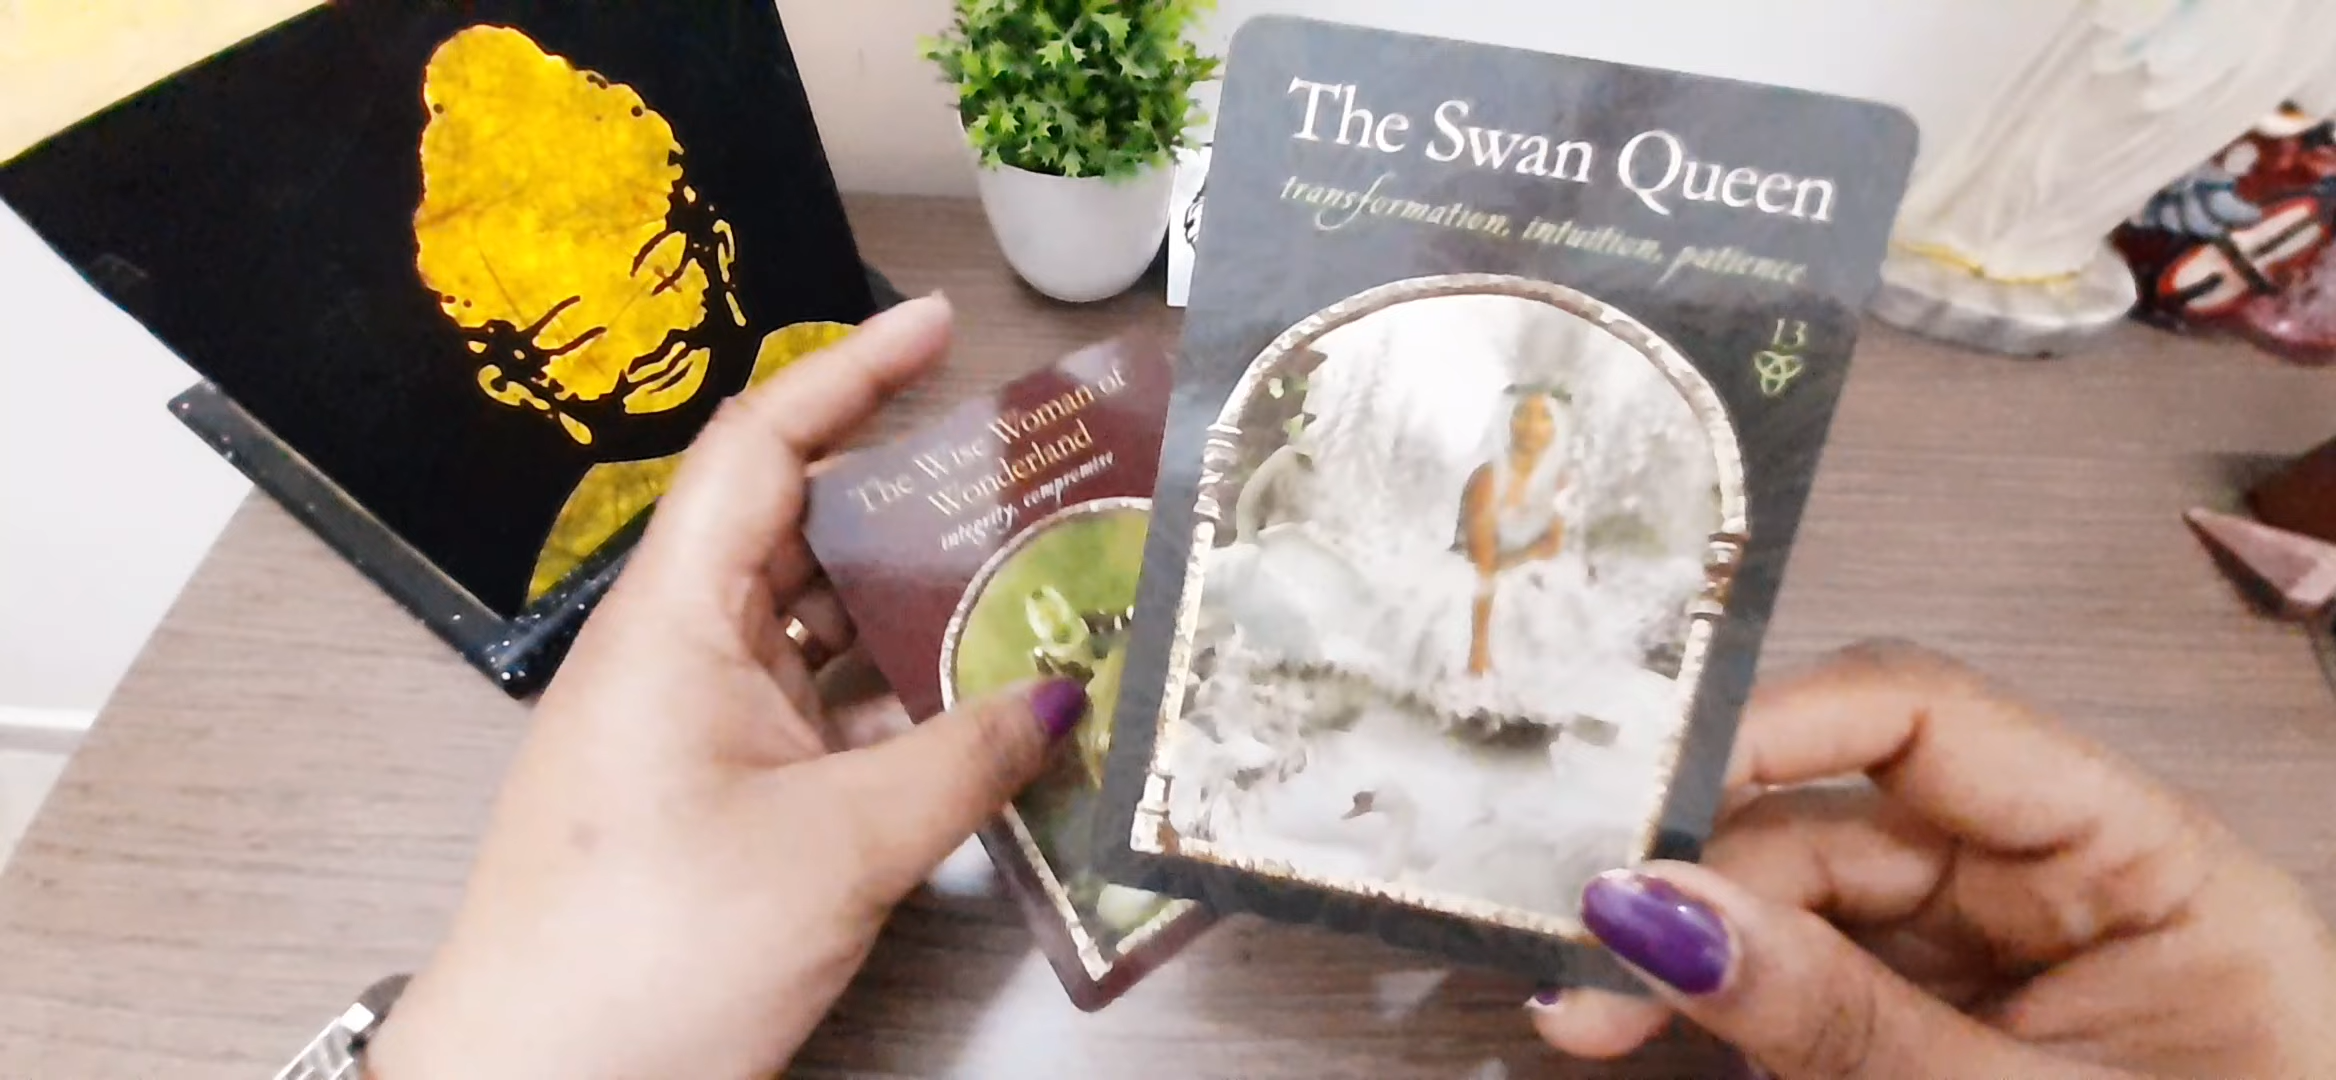 The Swan Queen
transformation, intuition, patience
13
The Wise Woman of
Wonderland
integrity, compromise